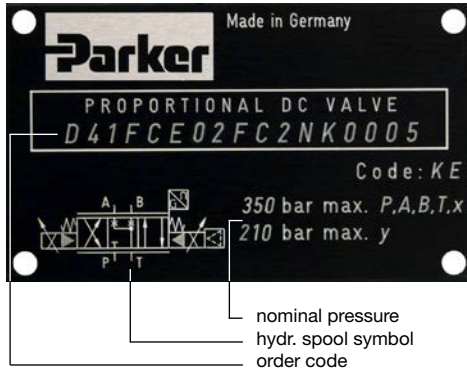 Made in Germany
Parker
PROPORTIONAL DC VALVE
D41FCE02FC2NK0005
Code: KE
350 bar max. P,A,B,T,x
210 bar max. y
A B
P T
nominal pressure
hydr. spool symbol
order code